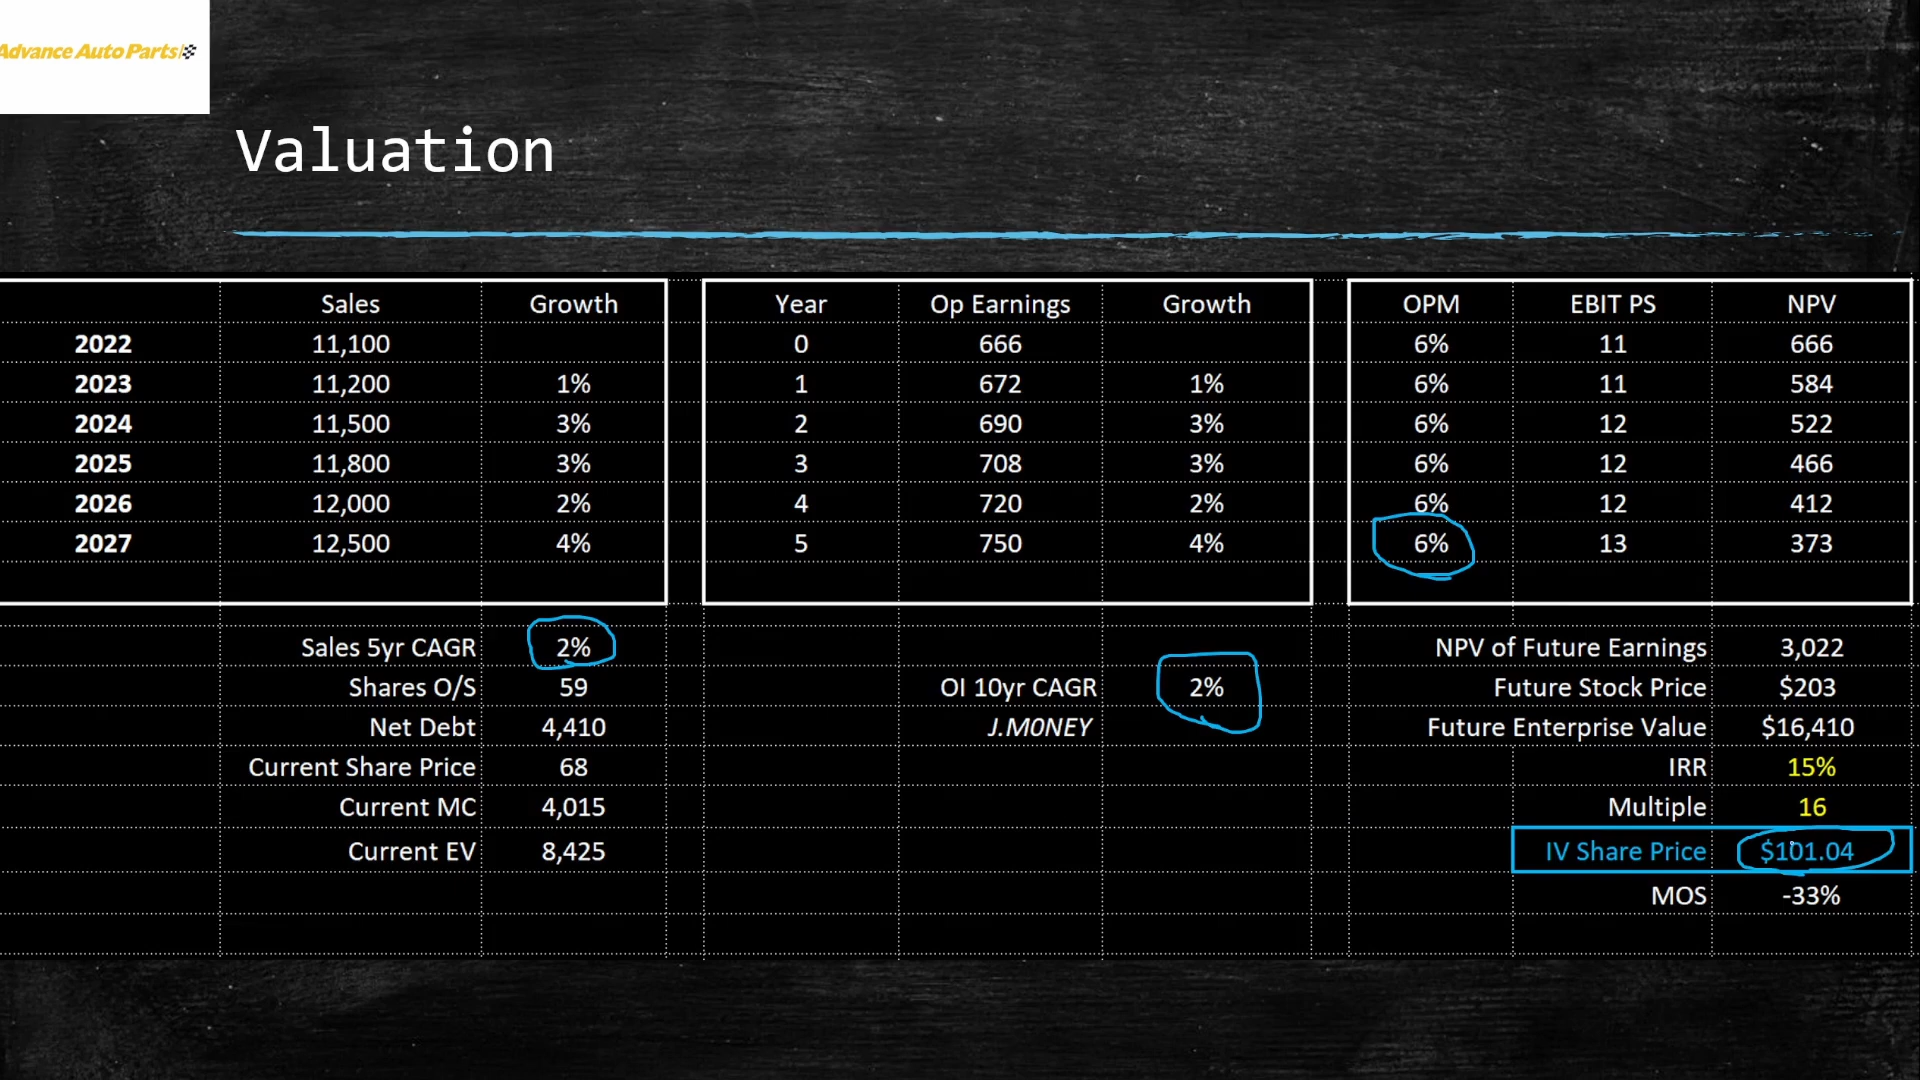 Advance Auto Parts
Valuation
Sales Growth Year Op Earnings Growth OPM EBIT PS NPV
2022 11,100 0 666 6% 11 666
2023 11,200 1% 1 672 1% 6% 11 584
2024 11,500 3% 2 690 3% 6% 12 522
2025 11,800 3% 3 708 3% 6% 12 466
2026 12,000 2% 4 720 2% 6% 12 412
2027 12,500 4% 5 750 4% 6% 13 373
Sales 5yr CAGR 2% NPV of Future Earnings 3,022
Shares O/S 59 OI 10yr CAGR 2% Future Stock Price $203
Net Debt 4,410 J.M0NEY Future Enterprise Value $16,410
Current Share Price 68 IRR 15%
Current MC 4,015 Multiple 16
Current EV 8,425 IV Share Price $101.04
MOS -33%